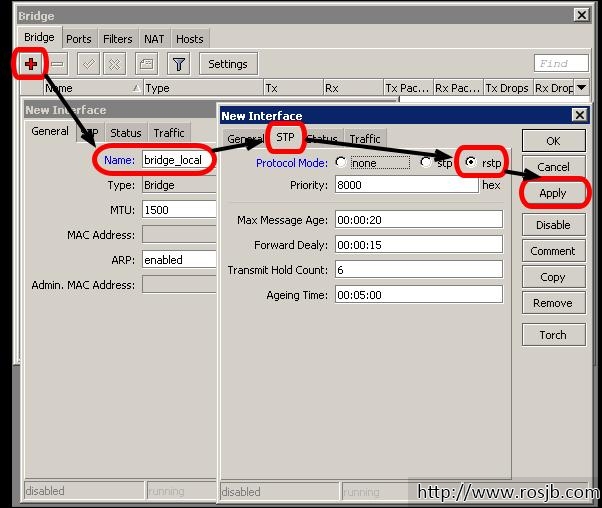 Bridge
Bridge Ports Filters NAT Hosts
Settings Find
Name Type Tx Rx Tx Pac... Rx Pac... Tx Drops Rx Drop
New Interface
General Status Traffic
Name: bridge_local
Type: Bridge
MTU: 1500
MAC Address:
ARP: enabled
Admin. MAC Address:
disabled running
New Interface
General STP Status Traffic
Protocol Mode: none stp rstp
Priority: 8000 hex
Max Message Age: 00:00:20
Forward Dealy: 00:00:15
Transmit Hold Count: 6
Ageing Time: 00:05:00
OK
Cancel
Apply
Disable
Comment
Copy
Remove
Torch
disabled running
http://www.rosjb.com